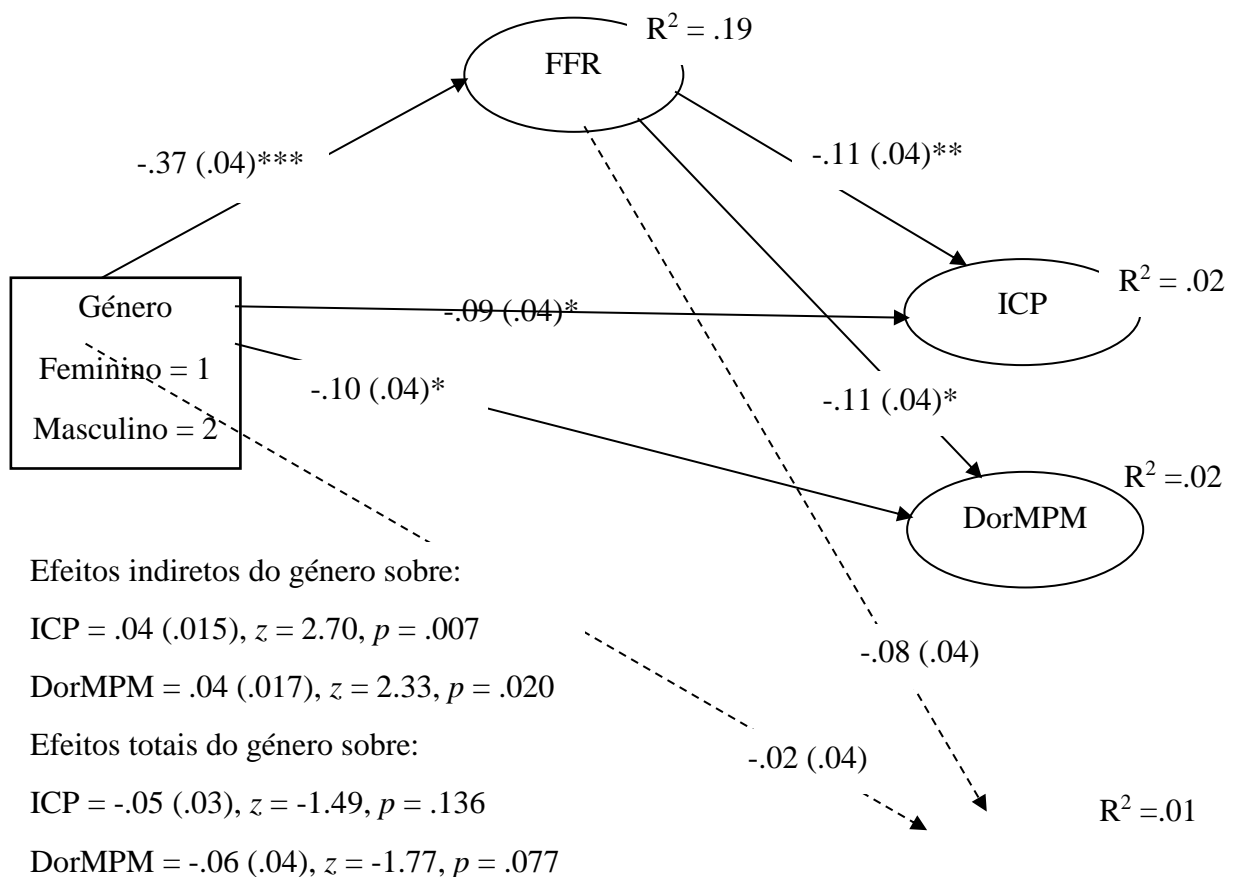 R² = .19
FFR
-.37 (.04)***
-.11 (.04)**
Género
Feminino = 1
Masculino = 2
-.09 (.04)*
ICP
R² = .02
-.10 (.04)*
-.11 (.04)*
DorMPM
R² =.02
Efeitos indiretos do género sobre:
ICP = .04 (.015), z = 2.70, p = .007
DorMPM = .04 (.017), z = 2.33, p = .020
Efeitos totais do género sobre:
ICP = -.05 (.03), z = -1.49, p = .136
DorMPM = -.06 (.04), z = -1.77, p = .077
-.08 (.04)
-.02 (.04)
R² =.01